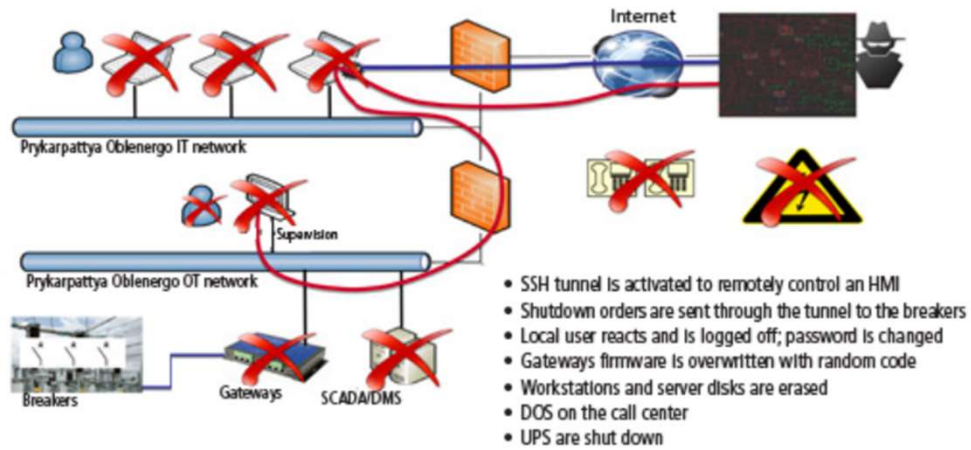 Internet
Prykarpattya Oblenergo IT network
Supervision
Prykarpattya Oblenergo OT network
Breakers
Gateways
SCADA/DMS
• SSH tunnel is activated to remotely control an HMI
• Shutdown orders are sent through the tunnel to the breakers
• Local user reacts and is logged off; password is changed
• Gateways firmware is overwritten with random code
• Workstations and server disks are erased
• DOS on the call center
• UPS are shut down